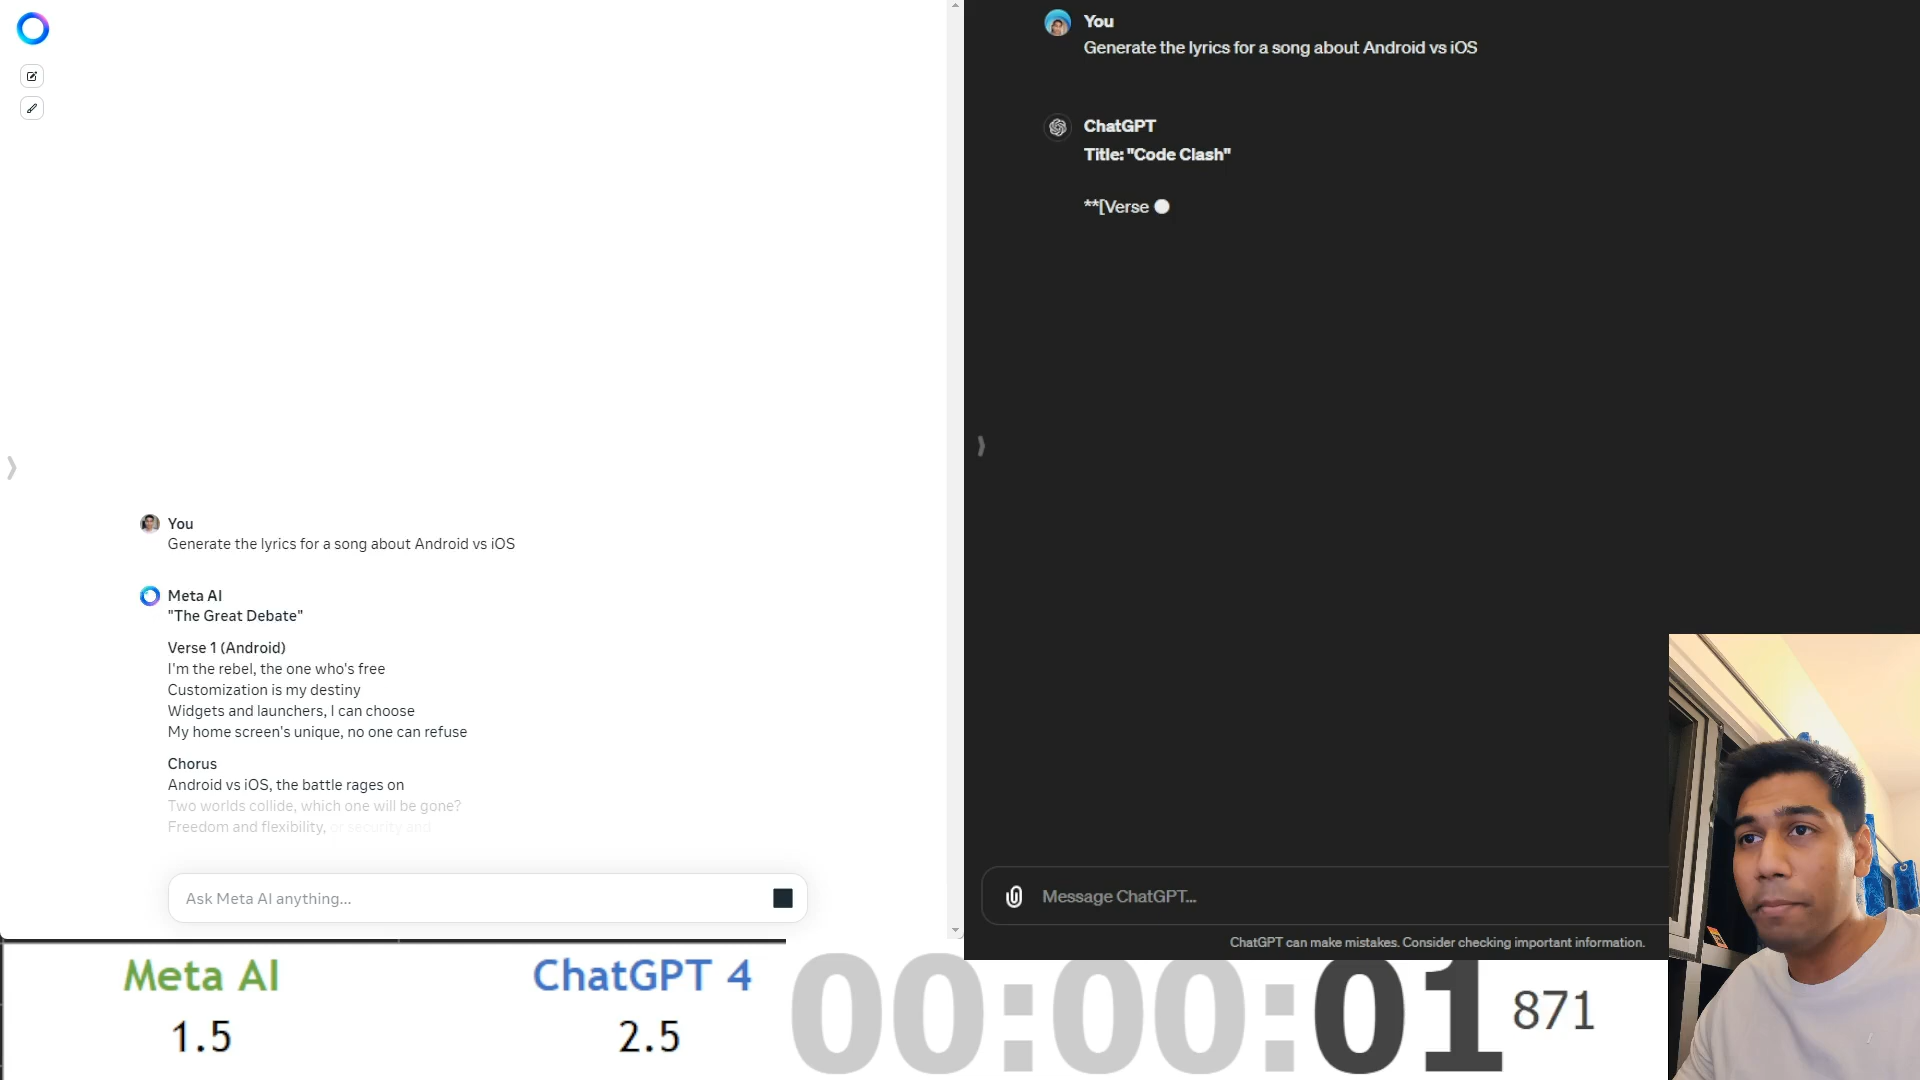 You
Generate the lyrics for a song about Android vs iOS
Meta AI
"The Great Debate"
Verse 1 (Android)
I'm the rebel, the one who's free
Customization is my destiny
Widgets and launchers, I can choose
My home screen's unique, no one can refuse
Chorus
Android vs iOS, the battle rages on
Two worlds collide, which one will be gone?
Freedom and flexibility, or security and
Ask Meta AI anything...
You
Generate the lyrics for a song about Android vs iOS
ChatGPT
Title: "Code Clash"
**[Verse
Message ChatGPT...
ChatGPT can make mistakes. Consider checking important information.
Meta AI
1.5
ChatGPT 4
2.5
00:00:01
871